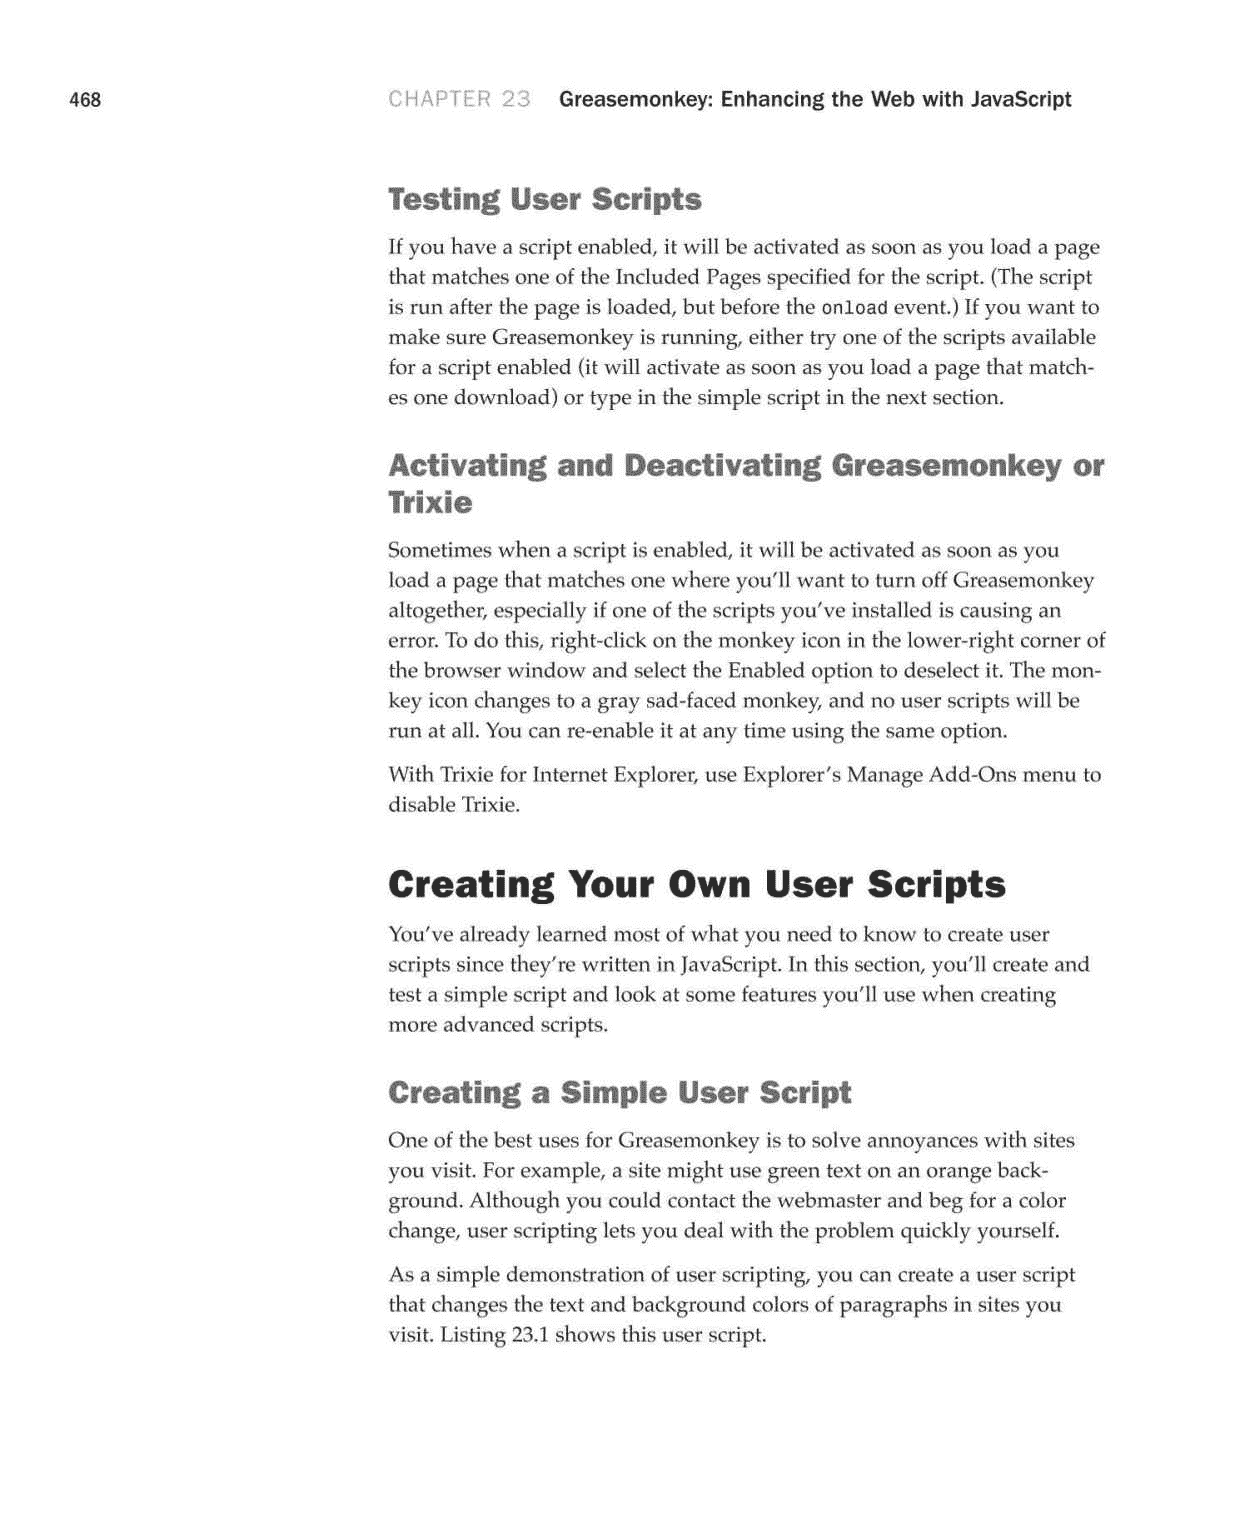 468
CHAPTER 23 Greasemonkey: Enhancing the Web with JavaScript
Testing User Scripts
If you have a script enabled, it will be activated as soon as you load a page
that matches one of the Included Pages specified for the script. (The script
is run after the page is loaded, but before the onload event.) If you want to
make sure Greasemonkey is running, either try one of the scripts available
for a script enabled (it will activate as soon as you load a page that match-
es one download) or type in the simple script in the next section.
Activating and Deactivating Greasemonkey or
Trixie
Sometimes when a script is enabled, it will be activated as soon as you
load a page that matches one where you'll want to turn off Greasemonkey
altogether, especially if one of the scripts you've installed is causing an
error. To do this, right-click on the monkey icon in the lower-right corner of
the browser window and select the Enabled option to deselect it. The mon-
key icon changes to a gray sad-faced monkey, and no user scripts will be
run at all. You can re-enable it at any time using the same option.
With Trixie for Internet Explorer, use Explorer's Manage Add-Ons menu to
disable Trixie.
Creating Your Own User Scripts
You've already learned most of what you need to know to create user
scripts since they're written in JavaScript. In this section, you'll create and
test a simple script and look at some features you'll use when creating
more advanced scripts.
Creating a Simple User Script
One of the best uses for Greasemonkey is to solve annoyances with sites
you visit. For example, a site might use green text on an orange back-
ground. Although you could contact the webmaster and beg for a color
change, user scripting lets you deal with the problem quickly yourself.
As a simple demonstration of user scripting, you can create a user script
that changes the text and background colors of paragraphs in sites you
visit. Listing 23.1 shows this user script.